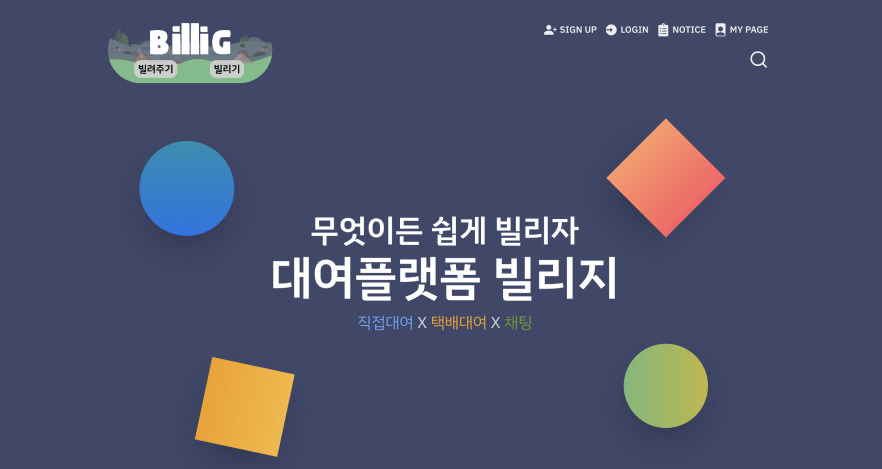 BilliG
빌려주기 빌리기
SIGN UP LOGIN NOTICE MY PAGE
무엇이든 쉽게 빌리자
대여플랫폼 빌리지
직접대여 X 택배대여 X 채팅